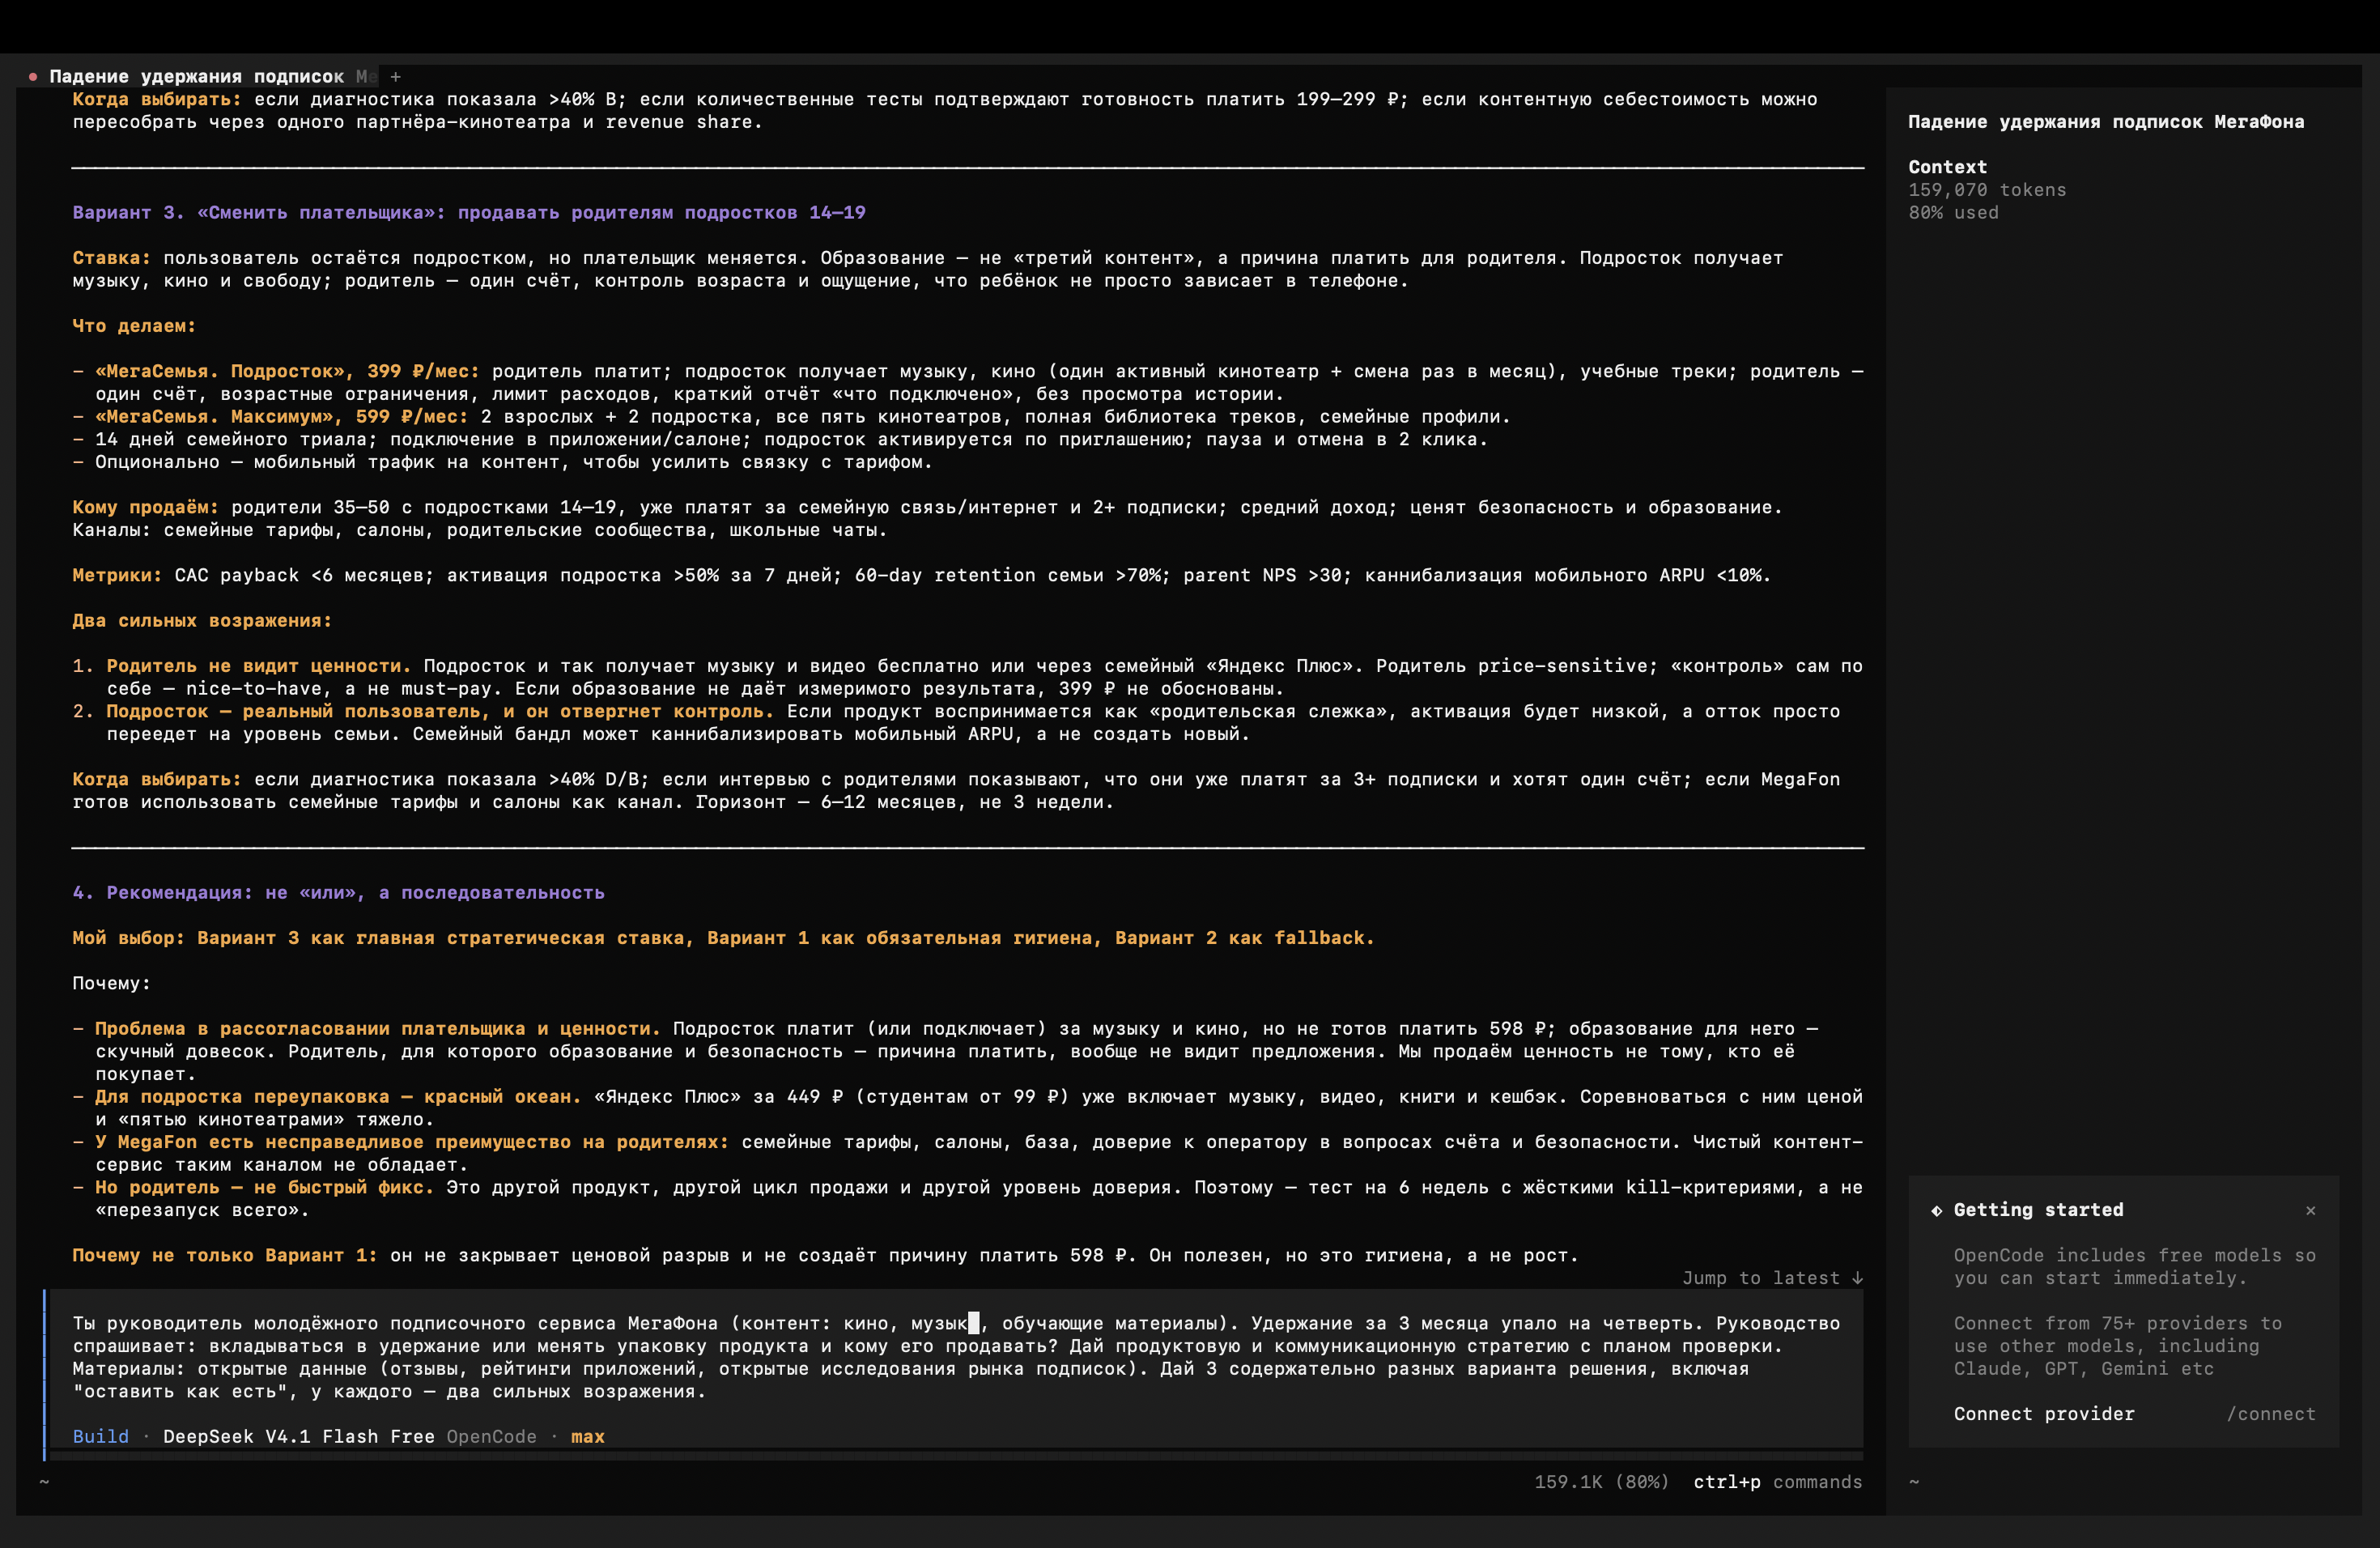 • Падение удержания подписок Ме +
Когда выбирать: если диагностика показала >40% B; если количественные тесты подтверждают готовность платить 199–299 ₽; если контентную себестоимость можно
пересобрать через одного партнёра-кинотеатра и revenue share.
Вариант 3. «Сменить плательщика»: продавать родителям подростков 14–19
Ставка: пользователь остаётся подростком, но плательщик меняется. Образование — не «третий контент», а причина платить для родителя. Подросток получает
музыку, кино и свободу; родитель — один счёт, контроль возраста и ощущение, что ребёнок не просто зависает в телефоне.
Что делаем:
- «МегаСемья. Подросток», 399 ₽/мес: родитель платит; подросток получает музыку, кино (один активный кинотеатр + смена раз в месяц), учебные треки; родитель —
один счёт, возрастные ограничения, лимит расходов, краткий отчёт «что подключено», без просмотра истории.
- «МегаСемья. Максимум», 599 ₽/мес: 2 взрослых + 2 подростка, все пять кинотеатров, полная библиотека треков, семейные профили.
- 14 дней семейного триала; подключение в приложении/салоне; подросток активируется по приглашению; пауза и отмена в 2 клика.
- Опционально — мобильный трафик на контент, чтобы усилить связку с тарифом.
Кому продаём: родители 35–50 с подростками 14–19, уже платят за семейную связь/интернет и 2+ подписки; средний доход; ценят безопасность и образование.
Каналы: семейные тарифы, салоны, родительские сообщества, школьные чаты.
Метрики: CAC payback <6 месяцев; активация подростка >50% за 7 дней; 60-day retention семьи >70%; parent NPS >30; каннибализация мобильного ARPU <10%.
Два сильных возражения:
1. Родитель не видит ценности. Подросток и так получает музыку и видео бесплатно или через семейный «Яндекс Плюс». Родитель price-sensitive; «контроль» сам по
себе — nice-to-have, а не must-pay. Если образование не даёт измеримого результата, 399 ₽ не обоснованы.
2. Подросток — реальный пользователь, и он отвергнет контроль. Если продукт воспринимается как «родительская слежка», активация будет низкой, а отток просто
переедет на уровень семьи. Семейный бандл может каннибализировать мобильный ARPU, а не создать новый.
Когда выбирать: если диагностика показала >40% D/B; если интервью с родителями показывают, что они уже платят за 3+ подписки и хотят один счёт; если MegaFon
готов использовать семейные тарифы и салоны как канал. Горизонт — 6–12 месяцев, не 3 недели.
4. Рекомендация: не «или», а последовательность
Мой выбор: Вариант 3 как главная стратегическая ставка, Вариант 1 как обязательная гигиена, Вариант 2 как fallback.
Почему:
- Проблема в рассогласовании плательщика и ценности. Подросток платит (или подключает) за музыку и кино, но не готов платить 598 ₽; образование для него —
скучный довесок. Родитель, для которого образование и безопасность — причина платить, вообще не видит предложения. Мы продаём ценность не тому, кто её
покупает.
- Для подростка переупаковка — красный океан. «Яндекс Плюс» за 449 ₽ (студентам от 99 ₽) уже включает музыку, видео, книги и кешбэк. Соревноваться с ним ценой
и «пятью кинотеатрами» тяжело.
- У MegaFon есть несправедливое преимущество на родителях: семейные тарифы, салоны, база, доверие к оператору в вопросах счёта и безопасности. Чистый контент-
сервис таким каналом не обладает.
- Но родитель — не быстрый фикс. Это другой продукт, другой цикл продажи и другой уровень доверия. Поэтому — тест на 6 недель с жёсткими kill-критериями, а не
«перезапуск всего».
Почему не только Вариант 1: он не закрывает ценовой разрыв и не создаёт причину платить 598 ₽. Он полезен, но это гигиена, а не рост.
Jump to latest ↓
Ты руководитель молодёжного подписочного сервиса МегаФона (контент: кино, музык , обучающие материалы). Удержание за 3 месяца упало на четверть. Руководство
спрашивает: вкладываться в удержание или менять упаковку продукта и кому его продавать? Дай продуктовую и коммуникационную стратегию с планом проверки.
Материалы: открытые данные (отзывы, рейтинги приложений, открытые исследования рынка подписок). Дай 3 содержательно разных варианта решения, включая
"оставить как есть", у каждого — два сильных возражения.
Build · DeepSeek V4.1 Flash Free OpenCode · max
~ 159.1K (80%) ctrl+p commands
Падение удержания подписок МегаФона
Context
159,070 tokens
80% used
Getting started ×
OpenCode includes free models so
you can start immediately.
Connect from 75+ providers to
use other models, including
Claude, GPT, Gemini etc
Connect provider /connect
~